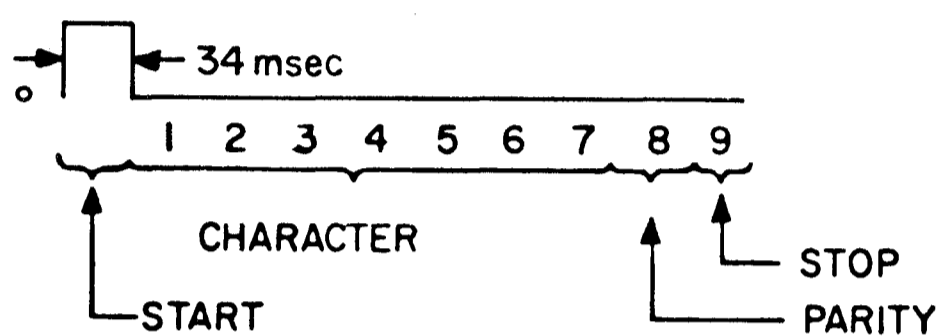 34 msec
o
1 2 3 4 5 6 7 8 9
CHARACTER
STOP
START
PARITY